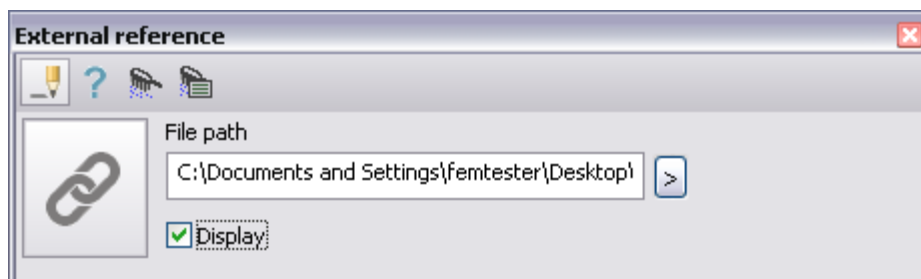 External reference
?
File path
C:\Documents and Settings\femtester\Desktop\
>
Display